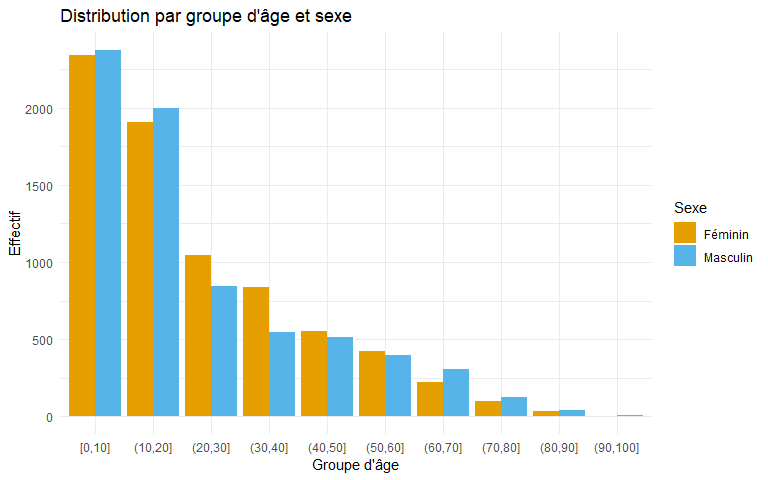 Distribution par groupe d'âge et sexe
Effectif
2000
1500
1000
500
0
[0,10] (10,20] (20,30] (30,40] (40,50] (50,60] (60,70] (70,80] (80,90] (90,100]
Groupe d'âge
Sexe
Féminin
Masculin